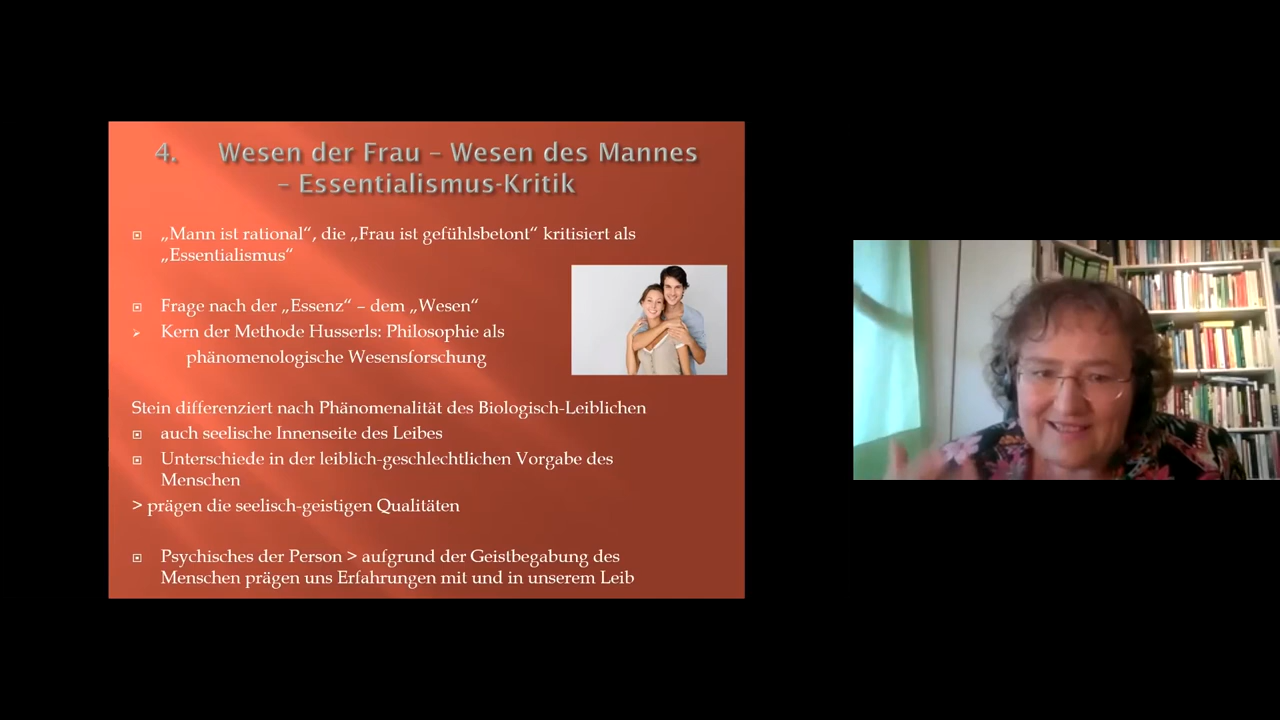 4. Wesen der Frau – Wesen des Mannes
– Essentialismus-Kritik
„Mann ist rational“, die „Frau ist gefühlsbetont“ kritisiert als
„Essentialismus“
Frage nach der „Essenz“ – dem „Wesen“
Kern der Methode Husserls: Philosophie als
phänomenologische Wesensforschung
Stein differenziert nach Phänomenalität des Biologisch-Leiblichen
auch seelische Innenseite des Leibes
Unterschiede in der leiblich-geschlechtlichen Vorgabe des
Menschen
> prägen die seelisch-geistigen Qualitäten
Psychisches der Person > aufgrund der Geistbegabung des
Menschen prägen uns Erfahrungen mit und in unserem Leib